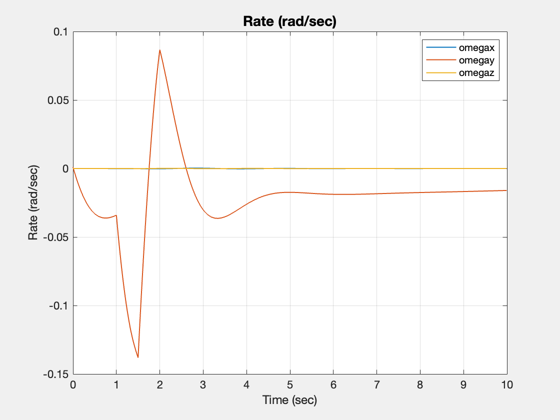 Rate (rad/sec)
omegax
omegay
omegaz
Rate (rad/sec)
0.1
0.05
0
-0.05
-0.1
-0.15
0 1 2 3 4 5 6 7 8 9 10
Time (sec)